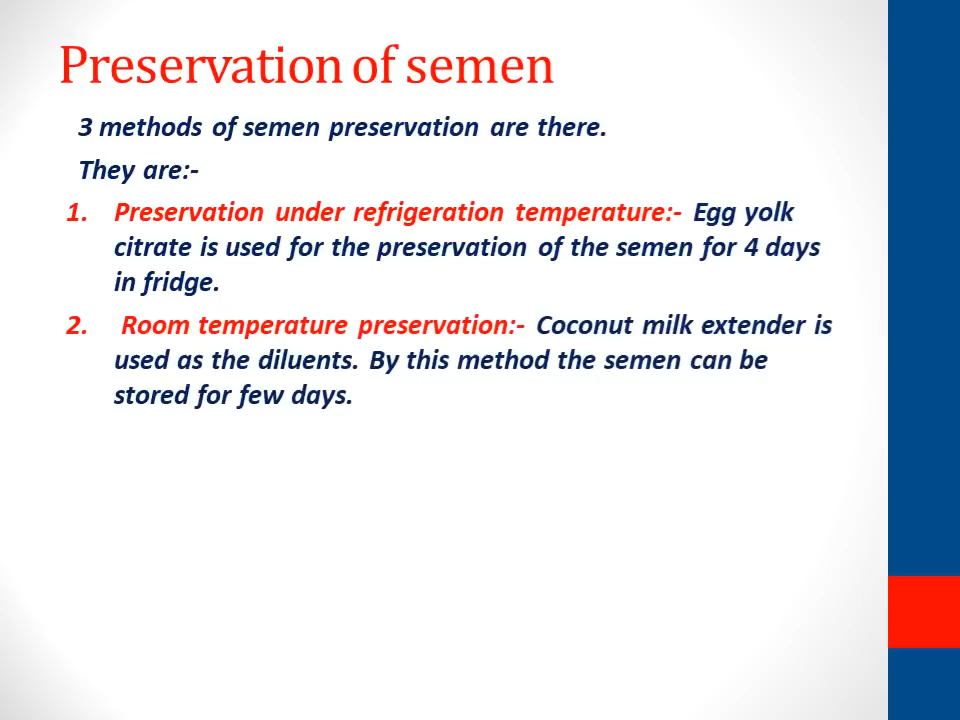 Preservation of semen
3 methods of semen preservation are there.
They are:-
1. Preservation under refrigeration temperature:- Egg yolk
citrate is used for the preservation of the semen for 4 days
in fridge.
2. Room temperature preservation:- Coconut milk extender is
used as the diluents. By this method the semen can be
stored for few days.